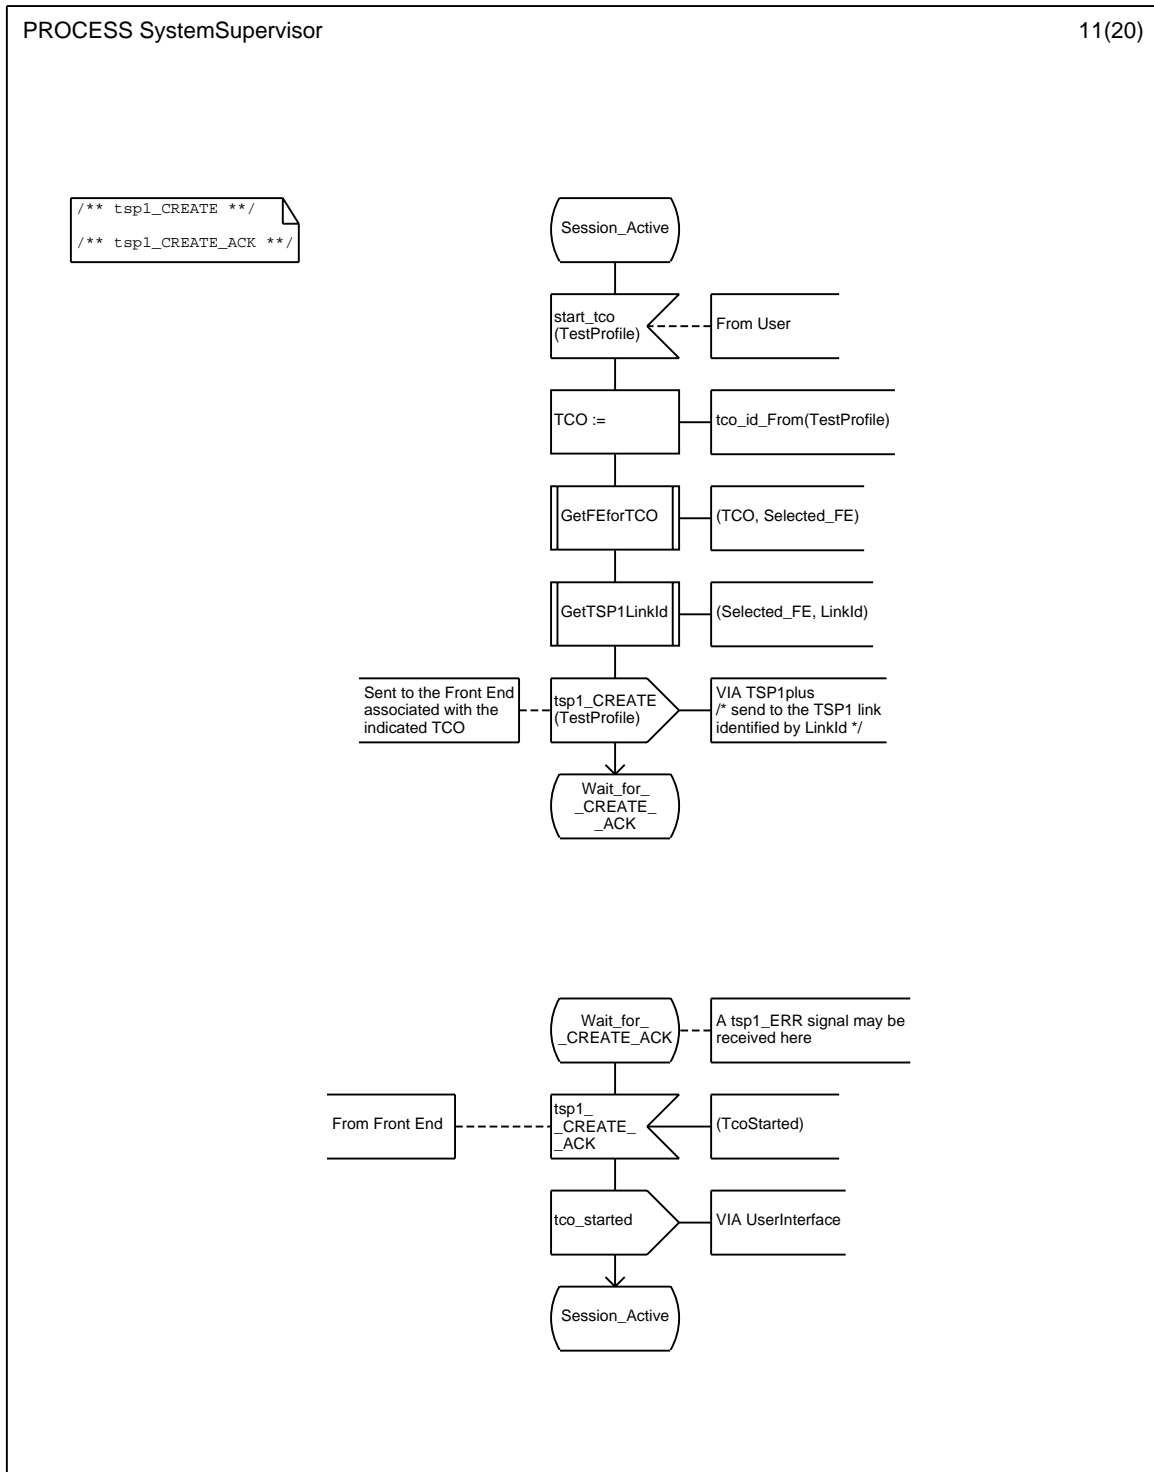 PROCESS SystemSupervisor
11(20)
/** tsp1_CREATE **/
/** tsp1_CREATE_ACK **/
Session_Active
start_tco
(TestProfile)
From User
TCO :=
tco_id_From(TestProfile)
GetFEforTCO
(TCO, Selected_FE)
GetTSP1LinkId
(Selected_FE, LinkId)
Sent to the Front End
associated with the
indicated TCO
tsp1_CREATE
(TestProfile)
VIA TSP1plus
/* send to the TSP1 link
identified by LinkId */
Wait_for_
_CREATE_
_ACK
Wait_for_
_CREATE_ACK
A tsp1_ERR signal may be
received here
From Front End
tsp1_
_CREATE_
_ACK
(TcoStarted)
tco_started
VIA UserInterface
Session_Active